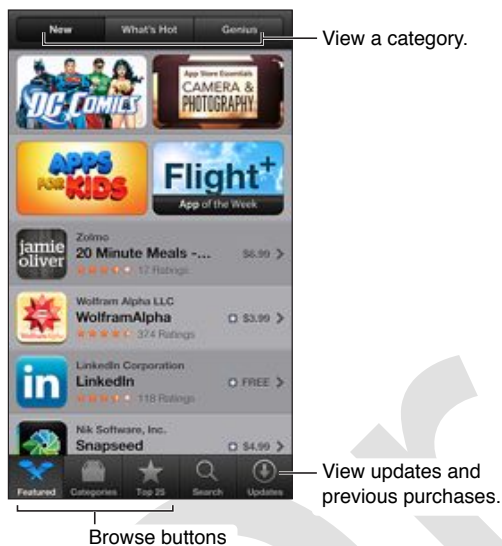 New What's Hot Genius
View a category.
DC COMICS
App Store Essentials
CAMERA &
PHOTOGRAPHY
APPS
FOR KIDS
Flight+
App of the Week
jamie
oliver
Zolmo
20 Minute Meals -...
$6.99
17 Ratings
Wolfram Alpha LLC
WolframAlpha
$3.99
374 Ratings
WolframAlpha
in
LinkedIn Corporation
LinkedIn
FREE
118 Ratings
Nik Software, Inc.
Snapseed
$4.99
Featured Categories Top 25 Search Updates
View updates and
previous purchases.
Browse buttons